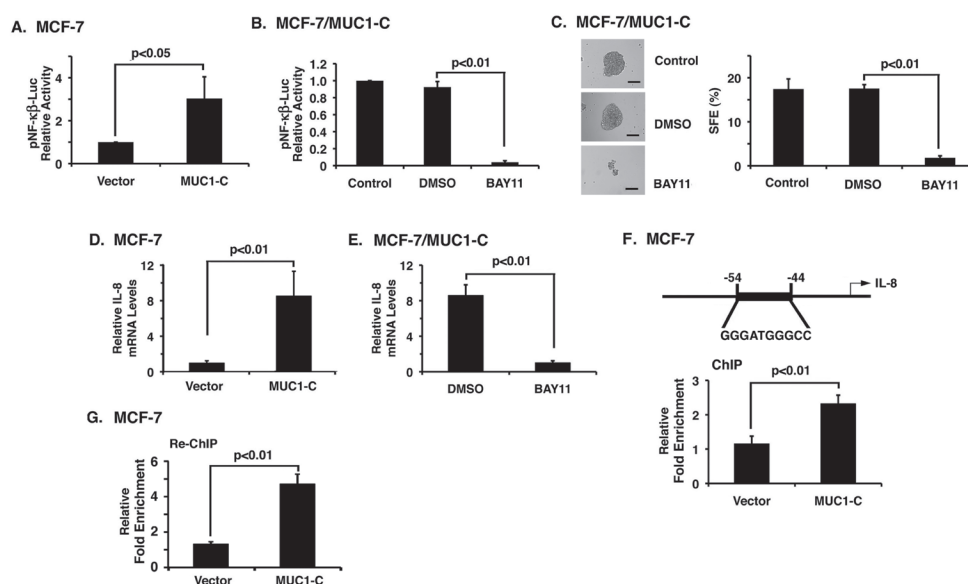 A. MCF-7
pNF-κβ-Luc
Relative Activity
p<0.05
4
2
0
Vector
MUC1-C
B. MCF-7/MUC1-C
pNF-κβ-Luc
Relative Activity
p<0.01
1.2
1.0
0.8
0.6
0.4
0.2
0
Control
DMSO
BAY11
C. MCF-7/MUC1-C
Control
DMSO
BAY11
SFE (%)
p<0.01
20
10
0
Control
DMSO
BAY11
D. MCF-7
Relative IL-8
mRNA Levels
p<0.01
12
8
4
0
Vector
MUC1-C
E. MCF-7/MUC1-C
Relative IL-8
mRNA Levels
p<0.01
12
8
4
0
DMSO
BAY11
F. MCF-7
-54
-44
IL-8
GGGATGGGCC
ChIP
Relative
Fold Enrichment
p<0.01
3
2
1
0
Vector
MUC1-C
G. MCF-7
Re-ChIP
Relative
Fold Enrichment
p<0.01
6
4
2
0
Vector
MUC1-C